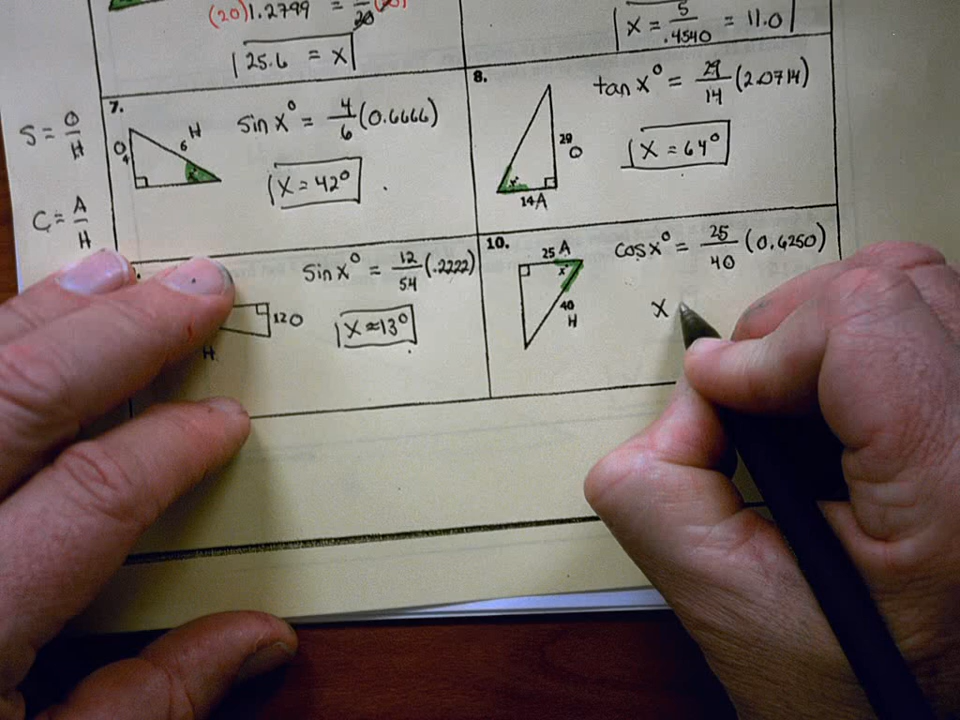 (20) 1.2799 =
20
25.6 = x
x = 5/.4540 = 11.0
S = O/H
C = A/H
7.
O
4
6
H
x°
sin x° = 4/6 (0.6666)
x = 42°
8.
29
O
x°
14 A
tan x° = 29/14 (2.0714)
x = 64°
12 O
H
sin x° = 12/54 (.2222)
x ≈ 13°
10.
25 A
x°
40
H
cos x° = 25/40 (0.6250)
x